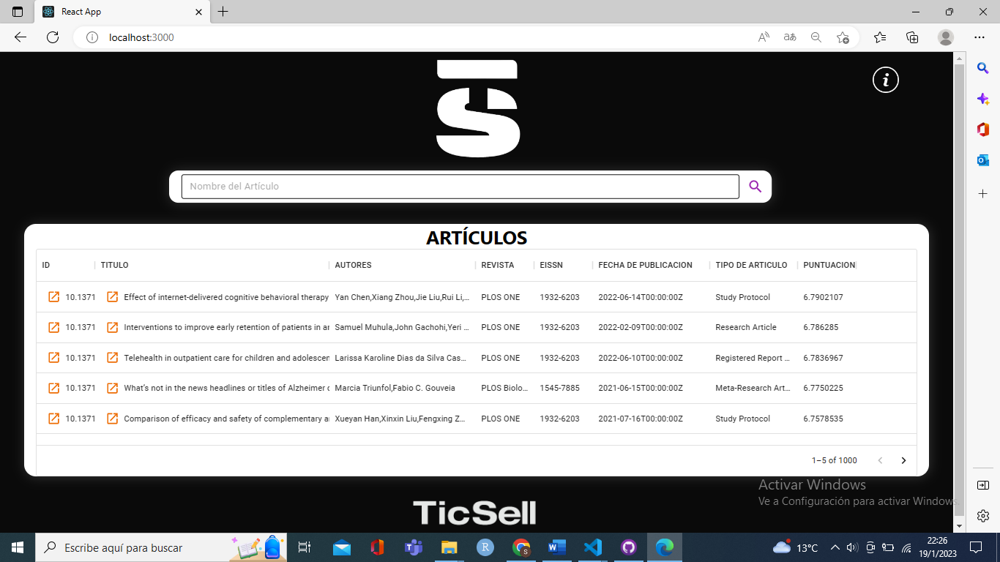 React App
localhost:3000
Nombre del Artículo
ARTÍCULOS
ID TITULO AUTORES REVISTA EISSN FECHA DE PUBLICACION TIPO DE ARTICULO PUNTUACION
10.1371 Effect of internet-delivered cognitive behavioral therapy Yan Chen,Xiang Zhou,Jie Liu,Rui Li,... PLOS ONE 1932-6203 2022-06-14T00:00:00Z Study Protocol 6.7902107
10.1371 Interventions to improve early retention of patients in ar Samuel Muhula,John Gachohi,Yeri ... PLOS ONE 1932-6203 2022-02-09T00:00:00Z Research Article 6.786285
10.1371 Telehealth in outpatient care for children and adolescen Larissa Karoline Dias da Silva Cas... PLOS ONE 1932-6203 2022-06-10T00:00:00Z Registered Report ... 6.7836967
10.1371 What's not in the news headlines or titles of Alzheimer Marcia Triunfol,Fabio C. Gouveia PLOS Biolo... 1545-7885 2021-06-15T00:00:00Z Meta-Research Art... 6.7750225
10.1371 Comparison of efficacy and safety of complementary a Xueyan Han,Xinxin Liu,Fengxing Z... PLOS ONE 1932-6203 2021-07-16T00:00:00Z Study Protocol 6.7578535
1–5 of 1000
Activar Windows
Ve a Configuración para activar Windows.
TicSell
Escribe aquí para buscar
13°C
22:26
19/1/2023